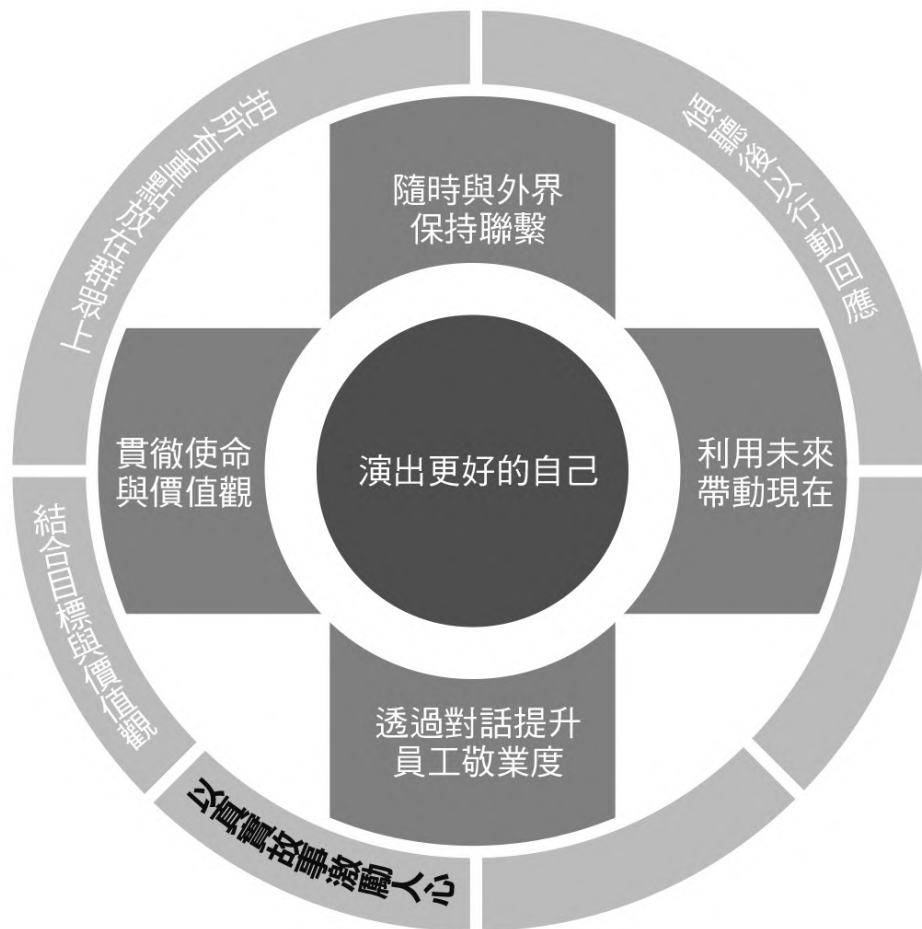 把所有重點放在群眾上
傾聽後以行動回應
隨時與外界
保持聯繫
貫徹使命
與價值觀
演出更好的自己
利用未來
帶動現在
透過對話提升
員工敬業度
結合目標與價值觀
以真實故事激勵人心